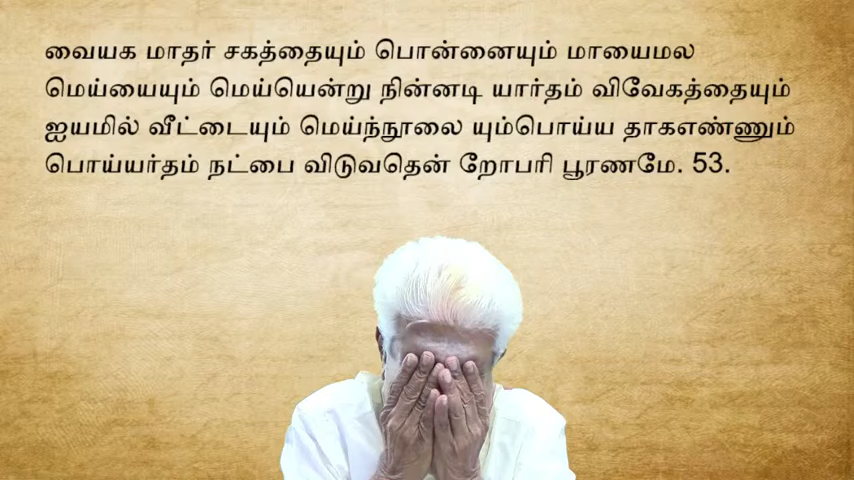 வையக மாதர் சகத்தையும் பொன்னையும் மாயைமல
மெய்யையும் மெய்யென்று நின்னடி யார்தம் விவேகத்தையும்
ஐயமில் வீட்டையும் மெய்ந்நூலை யும்பொய்ய தாகஎண்ணும்
பொய்யர்தம் நட்பை விடுவதென் றோபரி பூரணமே. 53.